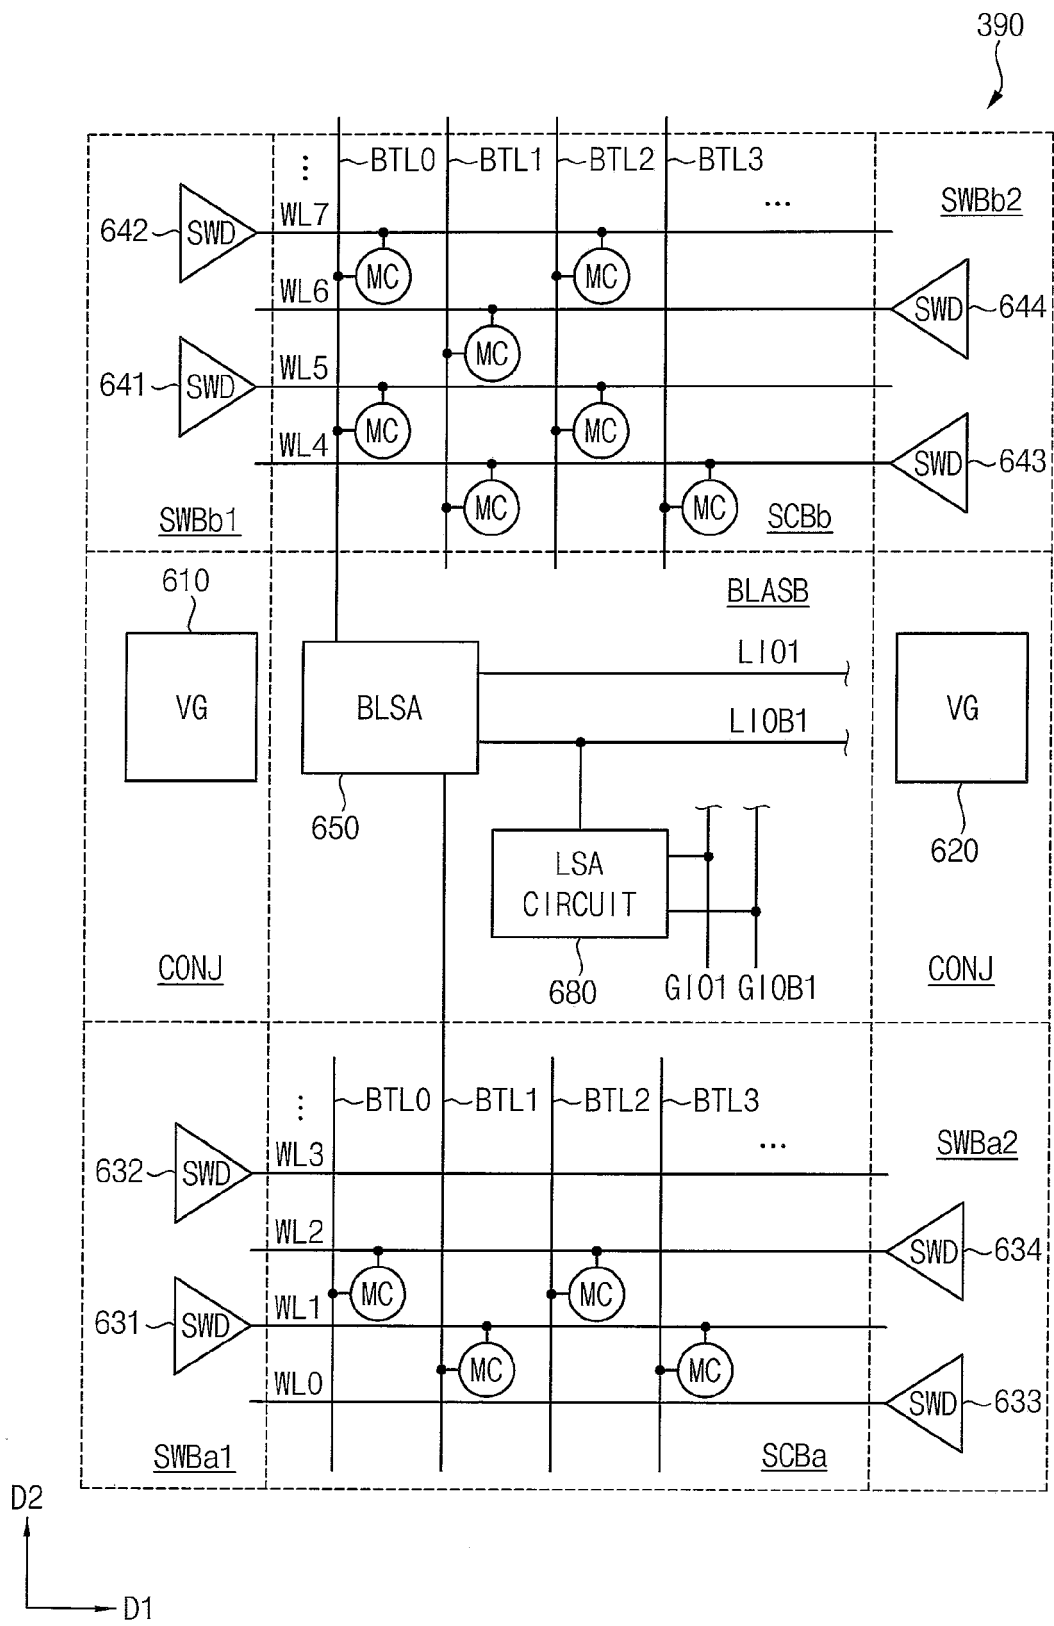 390
BTL0 BTL1 BTL2 BTL3
⋮
...
642 SWD WL7 SWBb2
MC MC
WL6 SWD 644
MC
641 SWD WL5
MC MC
WL4 SWD 643
MC MC
SWBb1 SCBb
610 BLASB
VG BLSA LIO1 VG
LIOB1
650 620
LSA
CIRCUIT
CONJ 680 GIO1 GIOB1 CONJ
BTL0 BTL1 BTL2 BTL3
⋮
...
632 SWD WL3 SWBa2
WL2 SWD 634
MC MC
631 SWD WL1
MC MC
WL0 SWD 633
SWBa1 SCBa
D2
D1